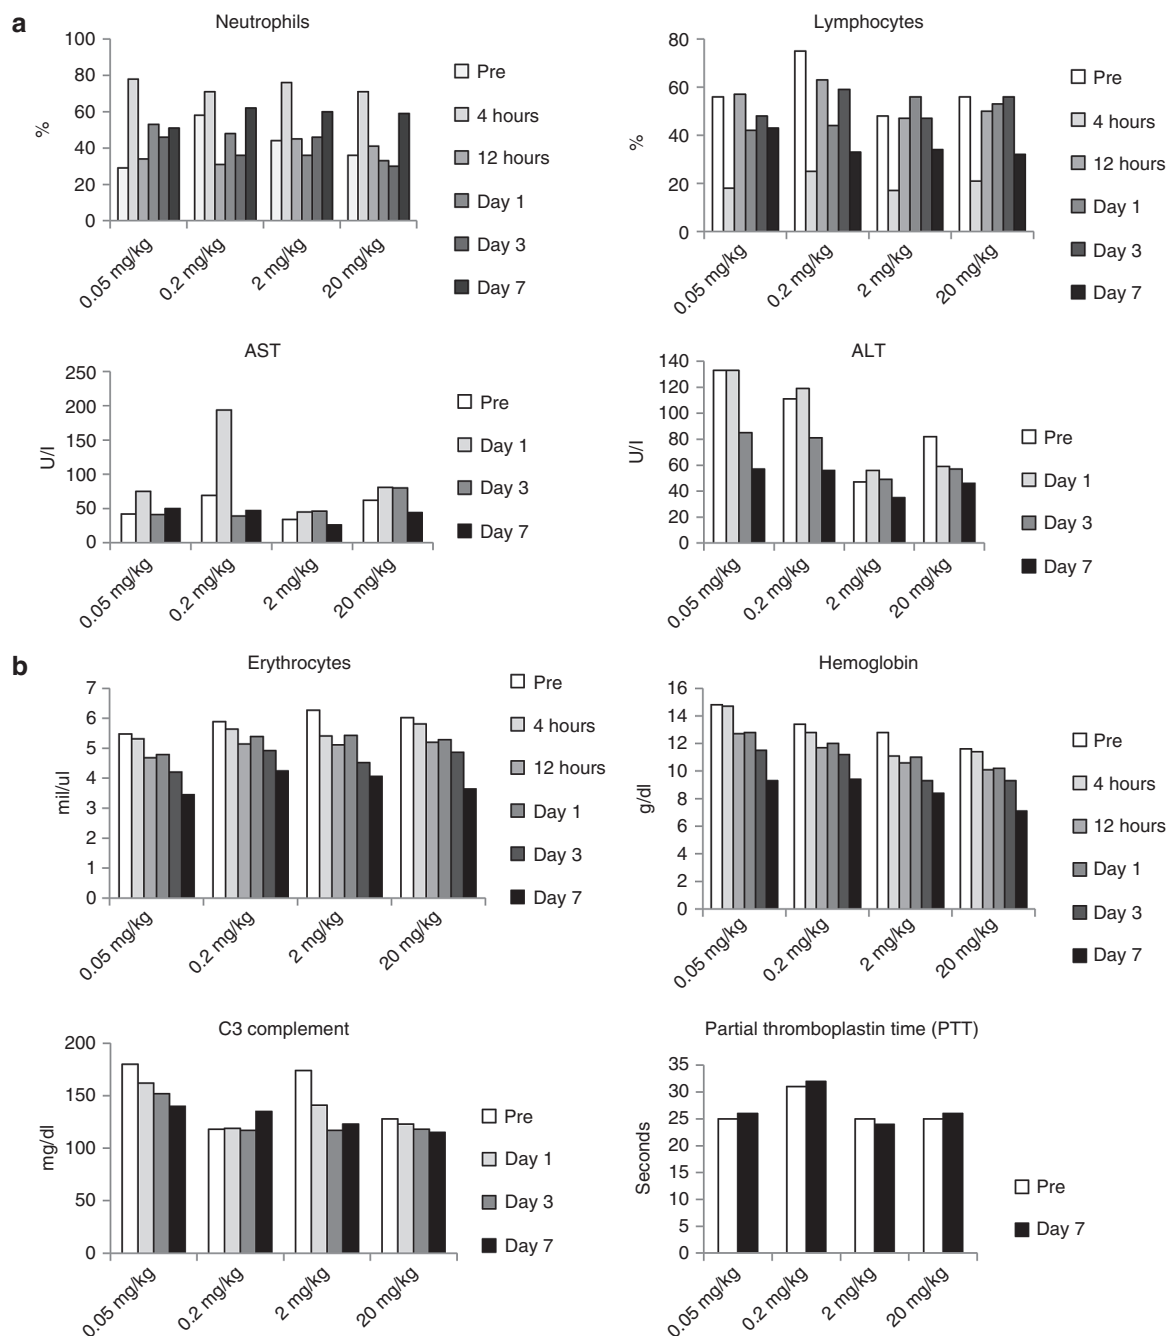 a
Neutrophils
100
80
60
40
20
0
%
0.05 mg/kg
0.2 mg/kg
2 mg/kg
20 mg/kg
Pre
4 hours
12 hours
Day 1
Day 3
Day 7
Lymphocytes
80
60
40
20
0
%
0.05 mg/kg
0.2 mg/kg
2 mg/kg
20 mg/kg
Pre
4 hours
12 hours
Day 1
Day 3
Day 7
AST
250
200
150
100
50
0
U/l
0.05 mg/kg
0.2 mg/kg
2 mg/kg
20 mg/kg
Pre
Day 1
Day 3
Day 7
ALT
140
120
100
80
60
40
20
0
U/l
0.05 mg/kg
0.2 mg/kg
2 mg/kg
20 mg/kg
Pre
Day 1
Day 3
Day 7
b
Erythrocytes
7
6
5
4
3
2
1
0
mil/ul
0.05 mg/kg
0.2 mg/kg
2 mg/kg
20 mg/kg
Pre
4 hours
12 hours
Day 1
Day 3
Day 7
Hemoglobin
16
14
12
10
8
6
4
2
0
g/dl
0.05 mg/kg
0.2 mg/kg
2 mg/kg
20 mg/kg
Pre
4 hours
12 hours
Day 1
Day 3
Day 7
C3 complement
200
150
100
50
0
mg/dl
0.05 mg/kg
0.2 mg/kg
2 mg/kg
20 mg/kg
Pre
Day 1
Day 3
Day 7
Partial thromboplastin time (PTT)
35
30
25
20
15
10
5
0
Seconds
0.05 mg/kg
0.2 mg/kg
2 mg/kg
20 mg/kg
Pre
Day 7